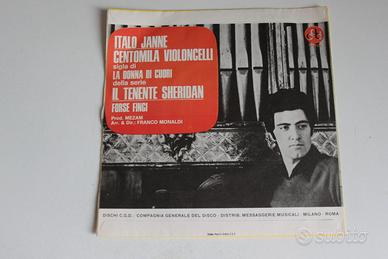 ITALO JANNE
CENTOMILA VIOLONCELLI
sigla di
LA DONNA DI CUORI
della serie
IL TENENTE SHERIDAN
FORSE FINGI
Prod. MEZAM
Arr. & Dir.: FRANCO MONALDI
DISCHI C.G.D. - COMPAGNIA GENERALE DEL DISCO - DISTRIB. MESSAGGERIE MUSICALI - MILANO - ROMA
subito.it